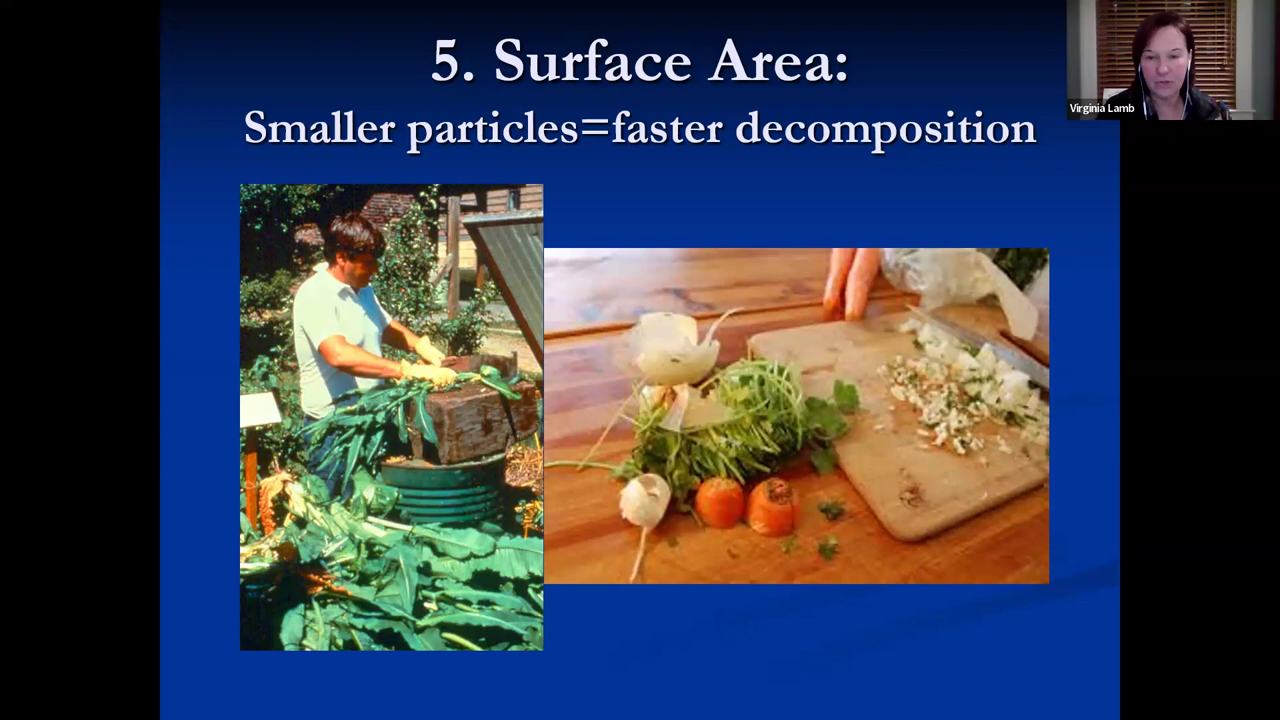 5. Surface Area:
Smaller particles=faster decomposition
Virginia Lamb